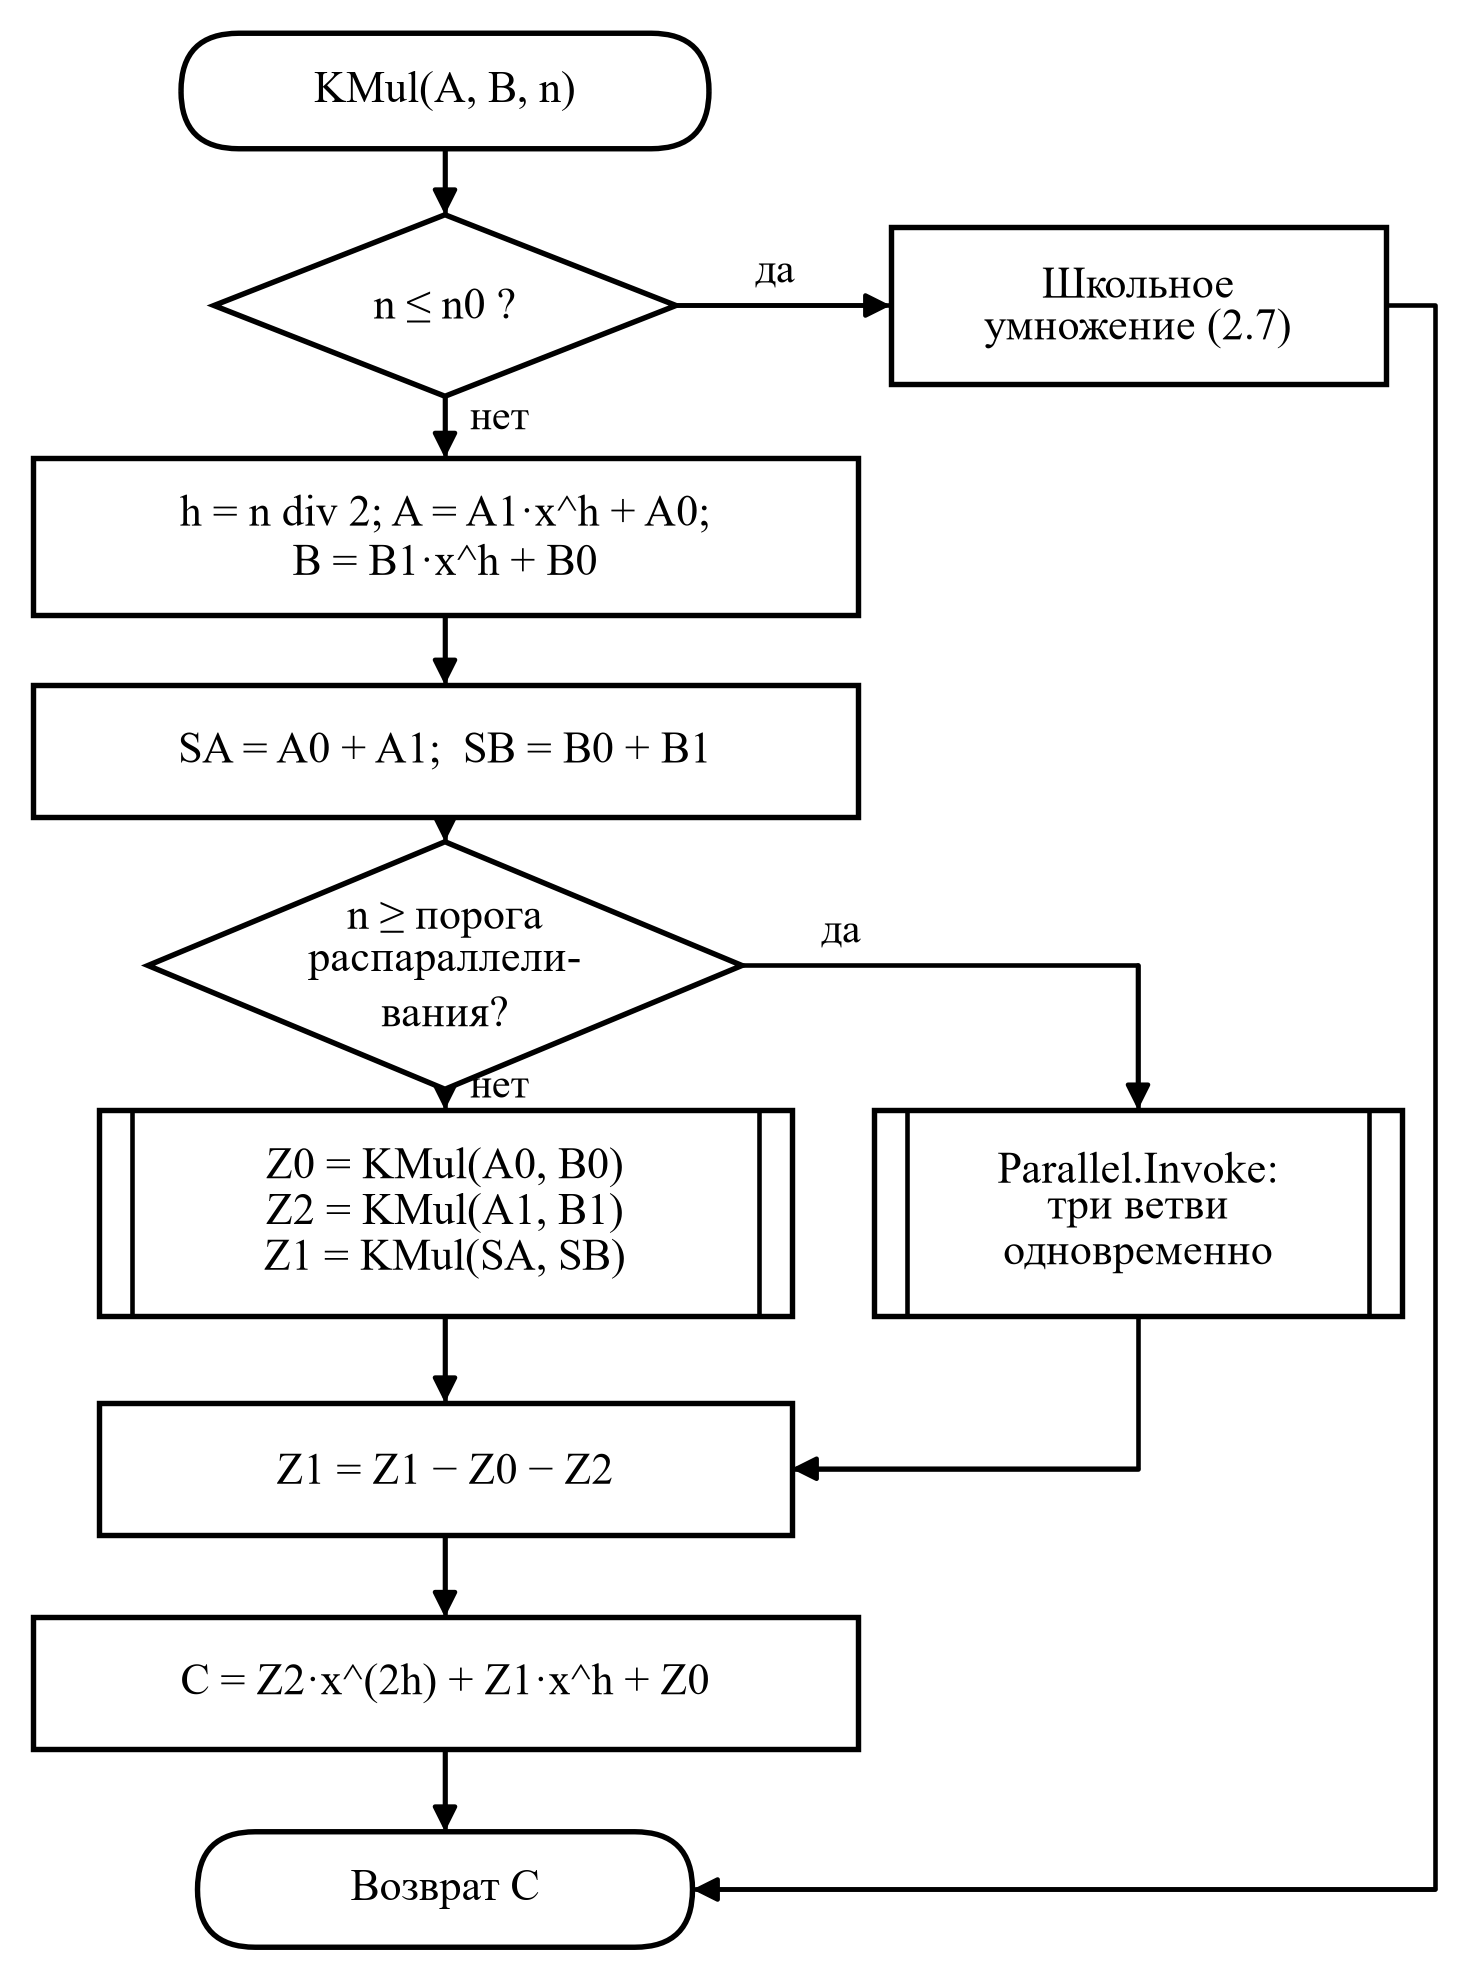 KMul(A, B, n)
n ≤ n0 ?
да
Школьное
умножение (2.7)
нет
h = n div 2; A = A1·x^h + A0;
B = B1·x^h + B0
SA = A0 + A1;  SB = B0 + B1
n ≥ порога
распараллели-
вания?
да
нет
Z0 = KMul(A0, B0)
Z2 = KMul(A1, B1)
Z1 = KMul(SA, SB)
Parallel.Invoke:
три ветви
одновременно
Z1 = Z1 − Z0 − Z2
C = Z2·x^(2h) + Z1·x^h + Z0
Возврат C